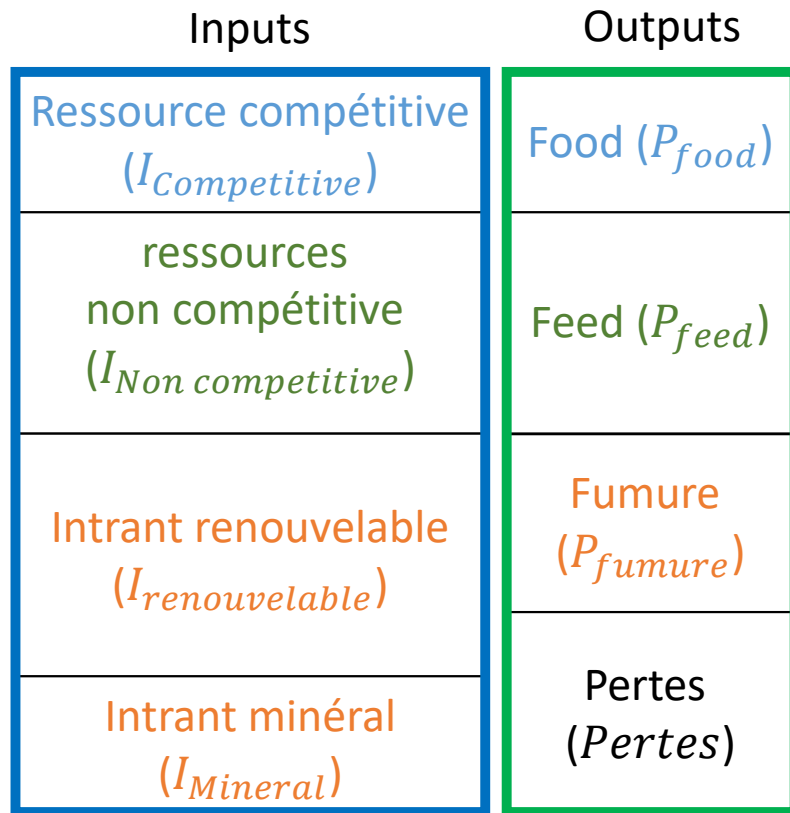 Inputs
Ressource compétitive
(I_Competitive)
ressources
non compétitive
(I_Non competitive)
Intrant renouvelable
(I_renouvelable)
Intrant minéral
(I_Mineral)
Outputs
Food (P_food)
Feed (P_feed)
Fumure
(P_fumure)
Pertes
(Pertes)